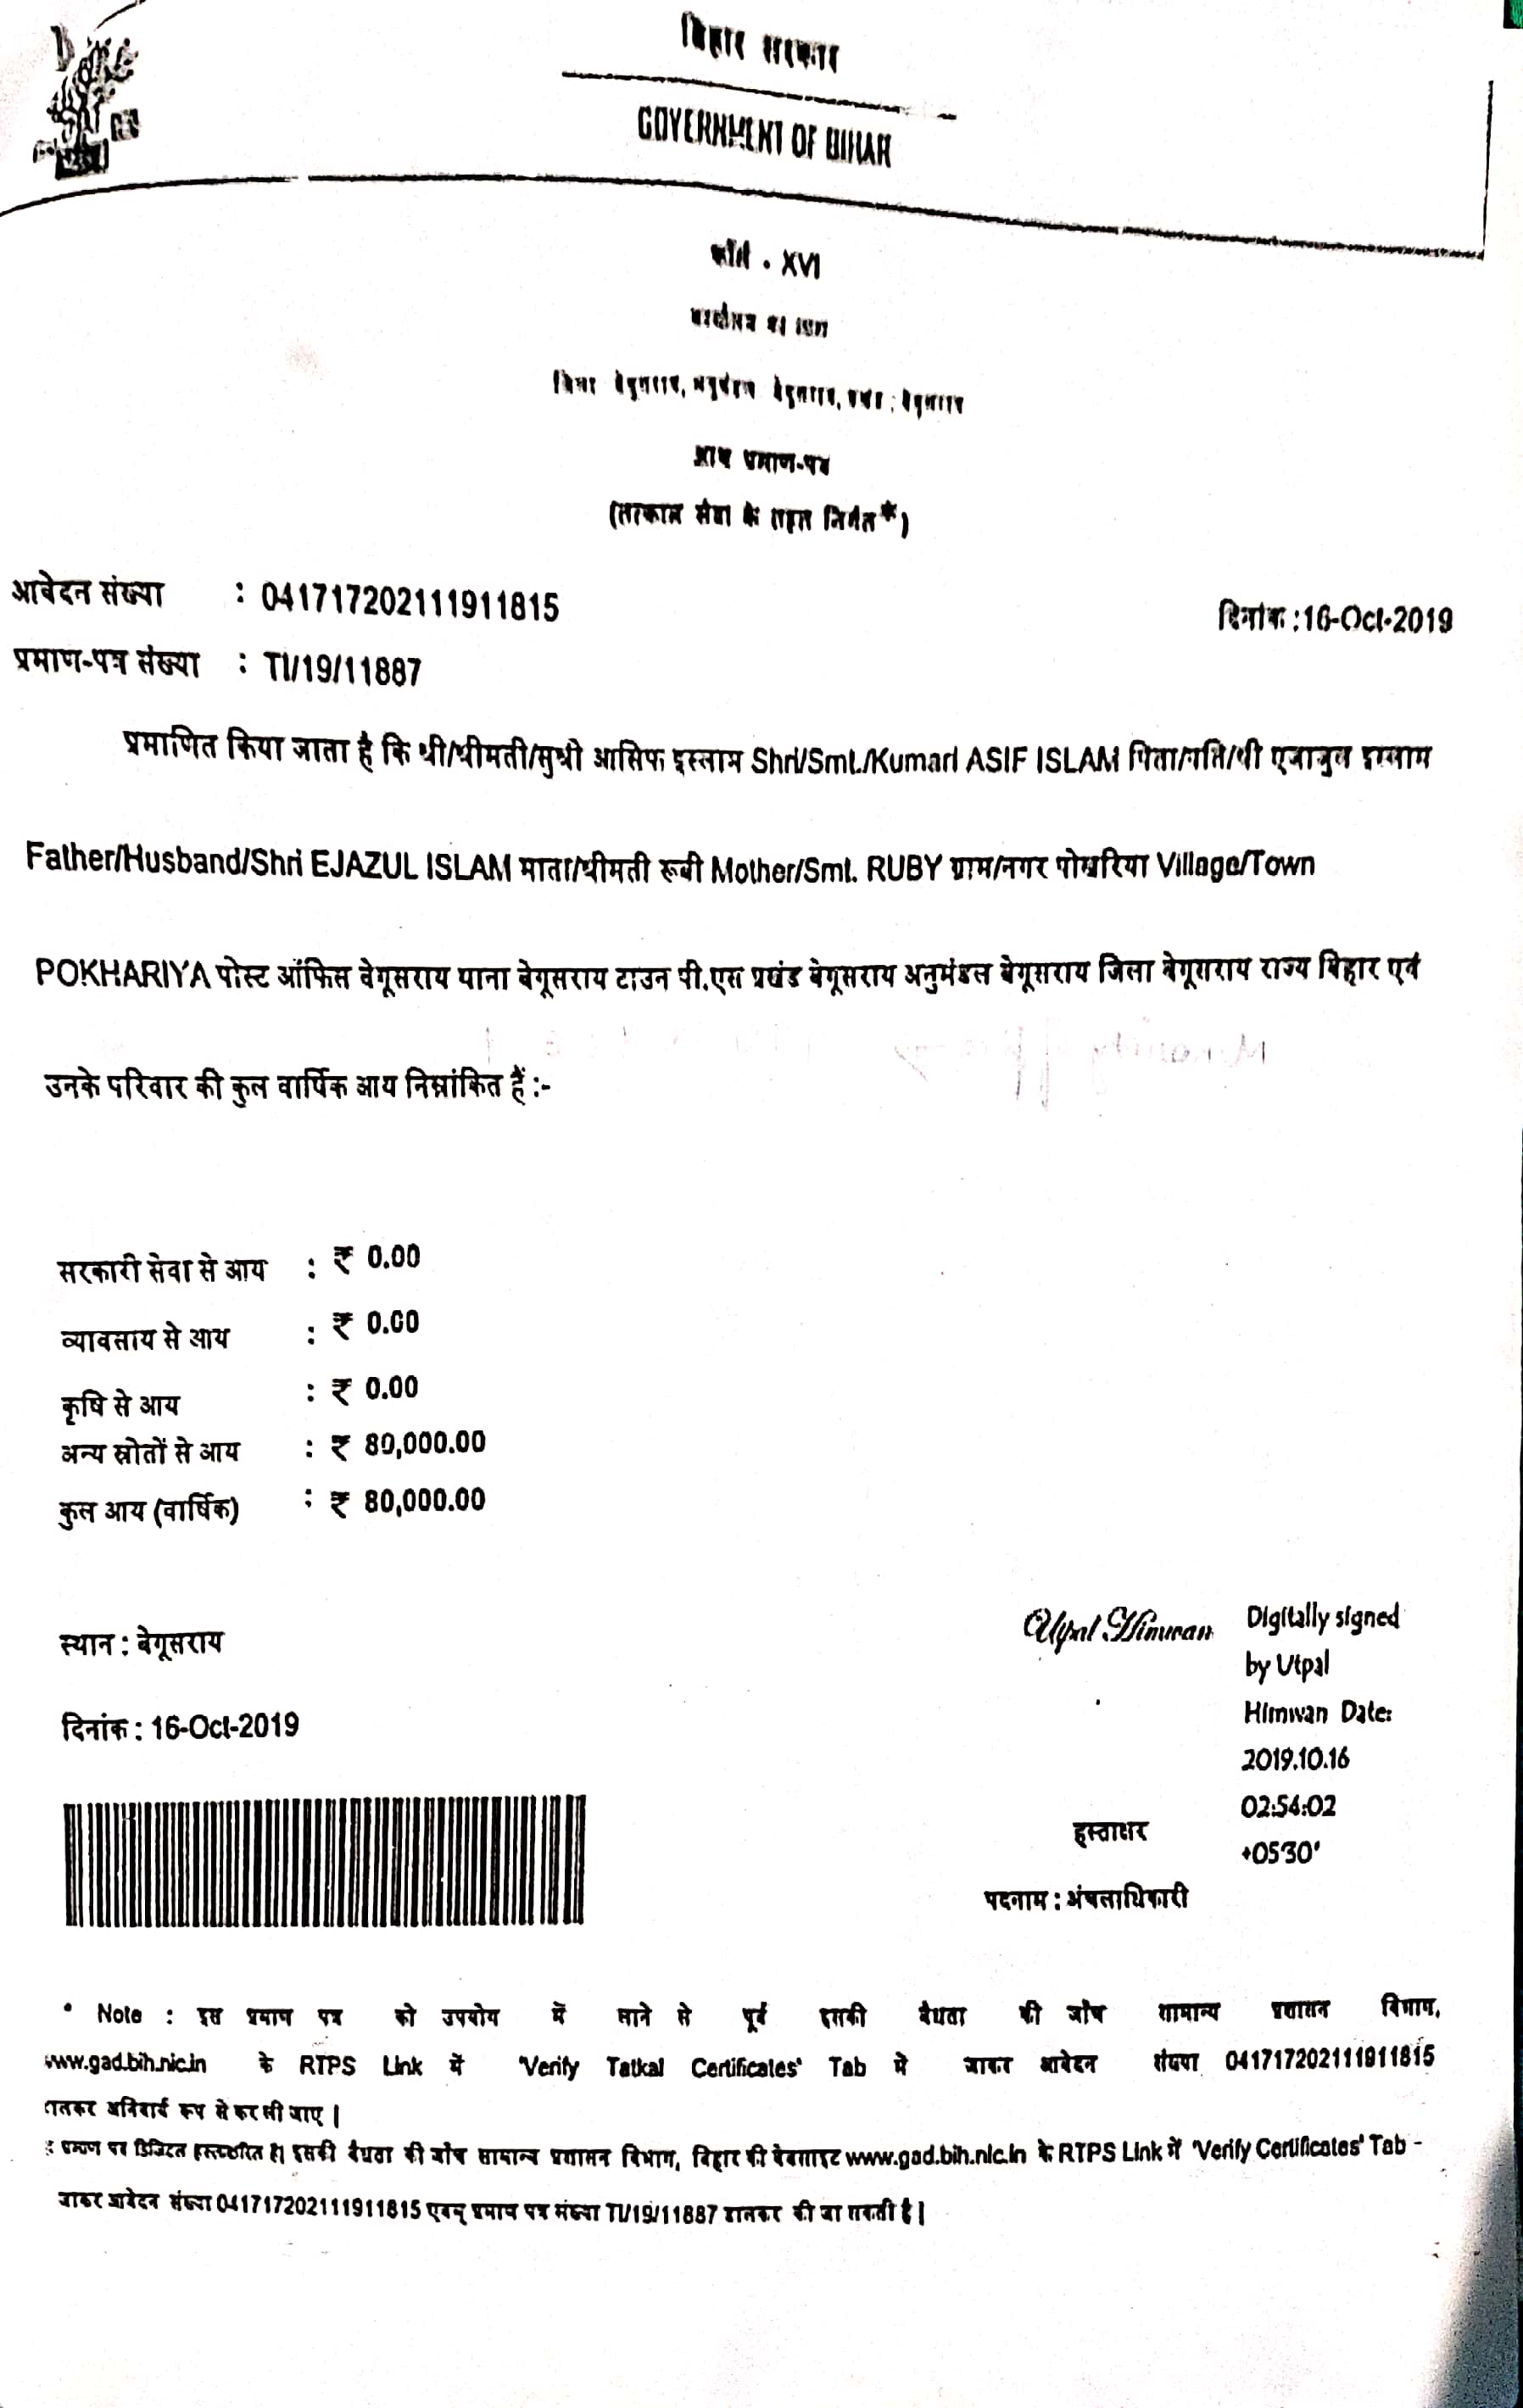 बिहार सरकार
GOVERNMENT OF BIHAR
फॉर्म - XVI
जिला बेगूसराय, अनुमंडल बेगूसराय, अंचल : बेगूसराय
आय प्रमाण-पत्र
(तत्काल सेवा के तहत निर्गत*)
आवेदन संख्या : 041717202111911815 दिनांक :16-Oct-2019
प्रमाण-पत्र संख्या : TI/19/11887
प्रमाणित किया जाता है कि श्री/श्रीमती/सुश्री आसिफ इस्लाम Shri/Smt./Kumari ASIF ISLAM पिता/पति/श्री एजाजुल इस्लाम
Father/Husband/Shri EJAZUL ISLAM माता/श्रीमती रूबी Mother/Smt. RUBY ग्राम/नगर पोखरिया Village/Town
POKHARIYA पोस्ट ऑफिस बेगूसराय थाना बेगूसराय टाउन पी.एस प्रखंड बेगूसराय अनुमंडल बेगूसराय जिला बेगूसराय राज्य बिहार एवं
उनके परिवार की कुल वार्षिक आय निम्नांकित हैं :-
सरकारी सेवा से आय : ₹ 0.00
व्यावसाय से आय : ₹ 0.00
कृषि से आय : ₹ 0.00
अन्य स्रोतों से आय : ₹ 80,000.00
कुल आय (वार्षिक) : ₹ 80,000.00
स्थान : बेगूसराय
दिनांक : 16-Oct-2019
Utpal Himwan
Digitally signed
by Utpal
Himwan Date:
2019.10.16
02:54:02
+05'30'
हस्ताक्षर
पदनाम : अंचलाधिकारी
* Note : इस प्रमाण पत्र को उपयोग में लाने से पूर्व इसकी वैधता की जाँच सामान्य प्रशासन विभाग,
www.gad.bih.nic.in के RTPS Link में 'Verify Tatkal Certificates' Tab में जाकर आवेदन संख्या 041717202111911815
डालकर अनिवार्य रूप से कर ली जाए |
प्रमाण पत्र डिजिटल हस्ताक्षरित है| इसकी वैधता की जाँच सामान्य प्रशासन विभाग, बिहार की वेबसाइट www.gad.bih.nic.in के RTPS Link में 'Verify Certificates' Tab -
जाकर आवेदन संख्या 041717202111911815 एवम् प्रमाण पत्र संख्या TI/19/11887 डालकर की जा सकती है |